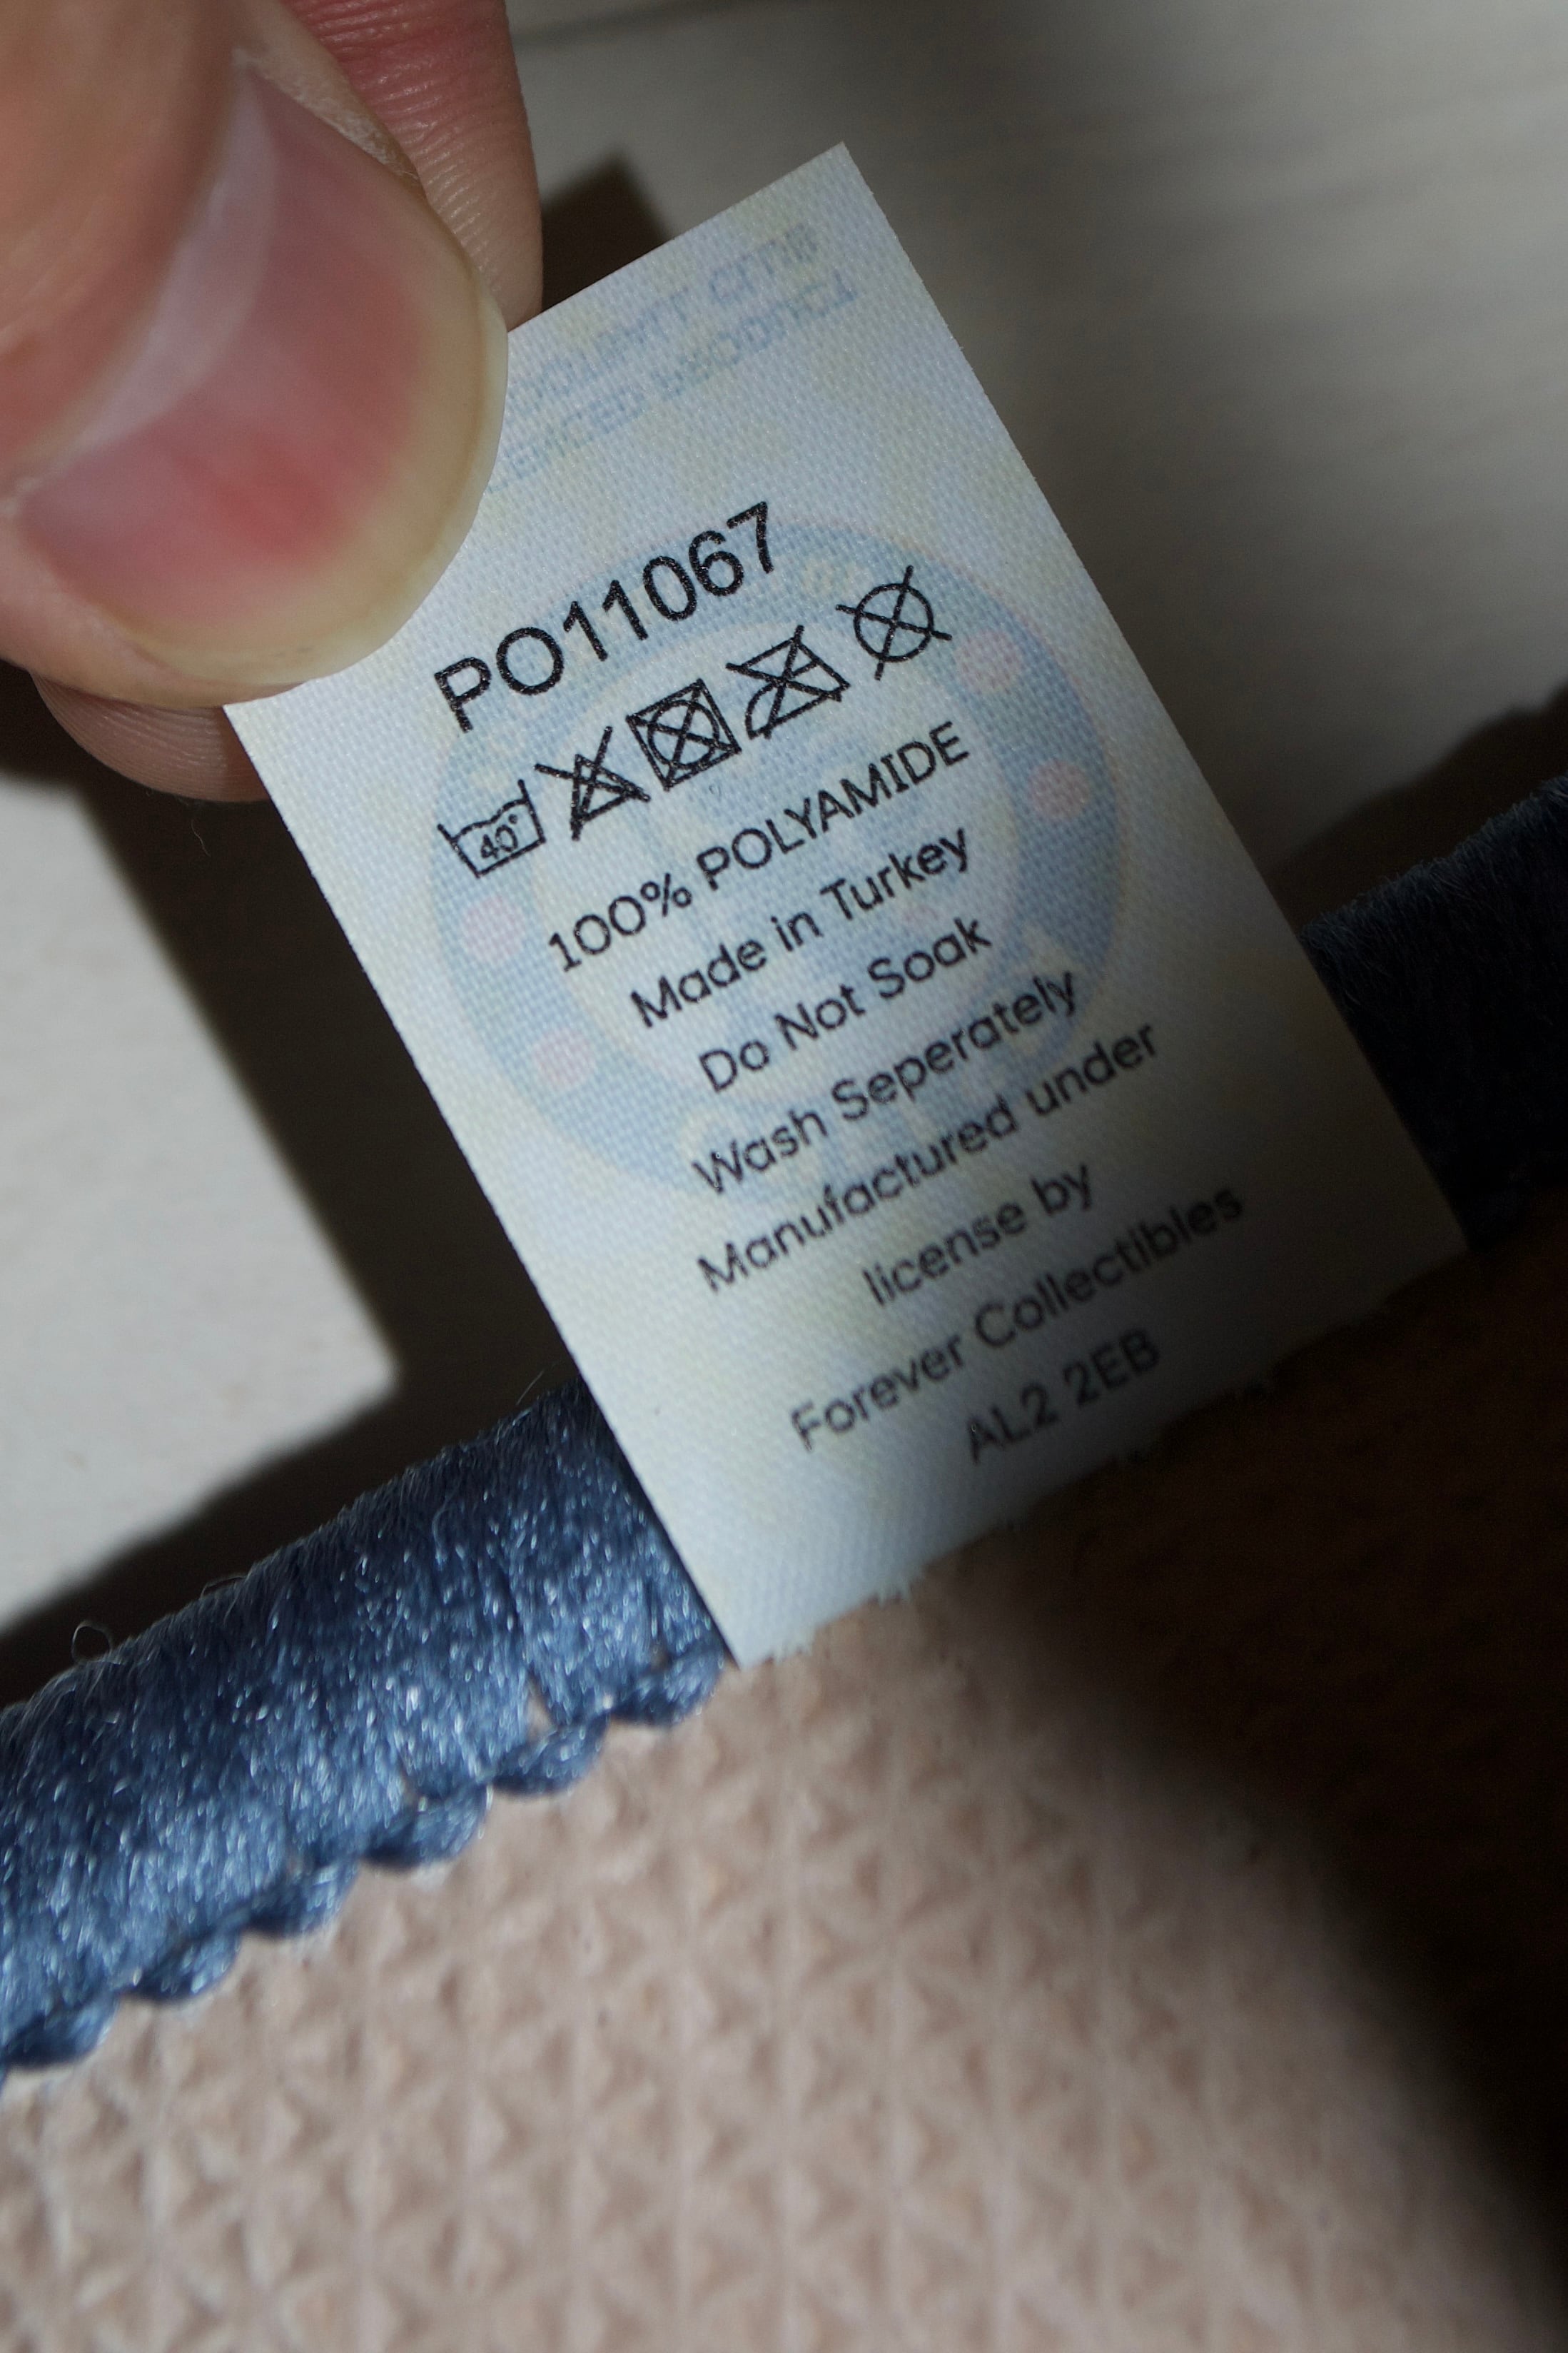 PO11067
40°
100% POLYAMIDE
Made in Turkey
Do Not Soak
Wash Seperately
Manufactured under
license by
Forever Collectibles
AL2 2EB